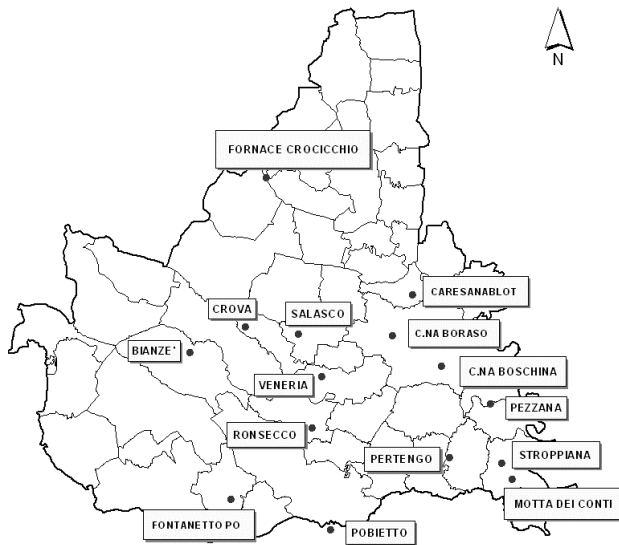 N
FORNACE CROCICCHIO
CARESANABLOT
CROVA
SALASCO
C.NA BORASO
BIANZE'
C.NA BOSCHINA
VENERIA
PEZZANA
RONSECCO
PERTENGO
STROPPIANA
MOTTA DEI CONTI
FONTANETTO PO
POBIETTO